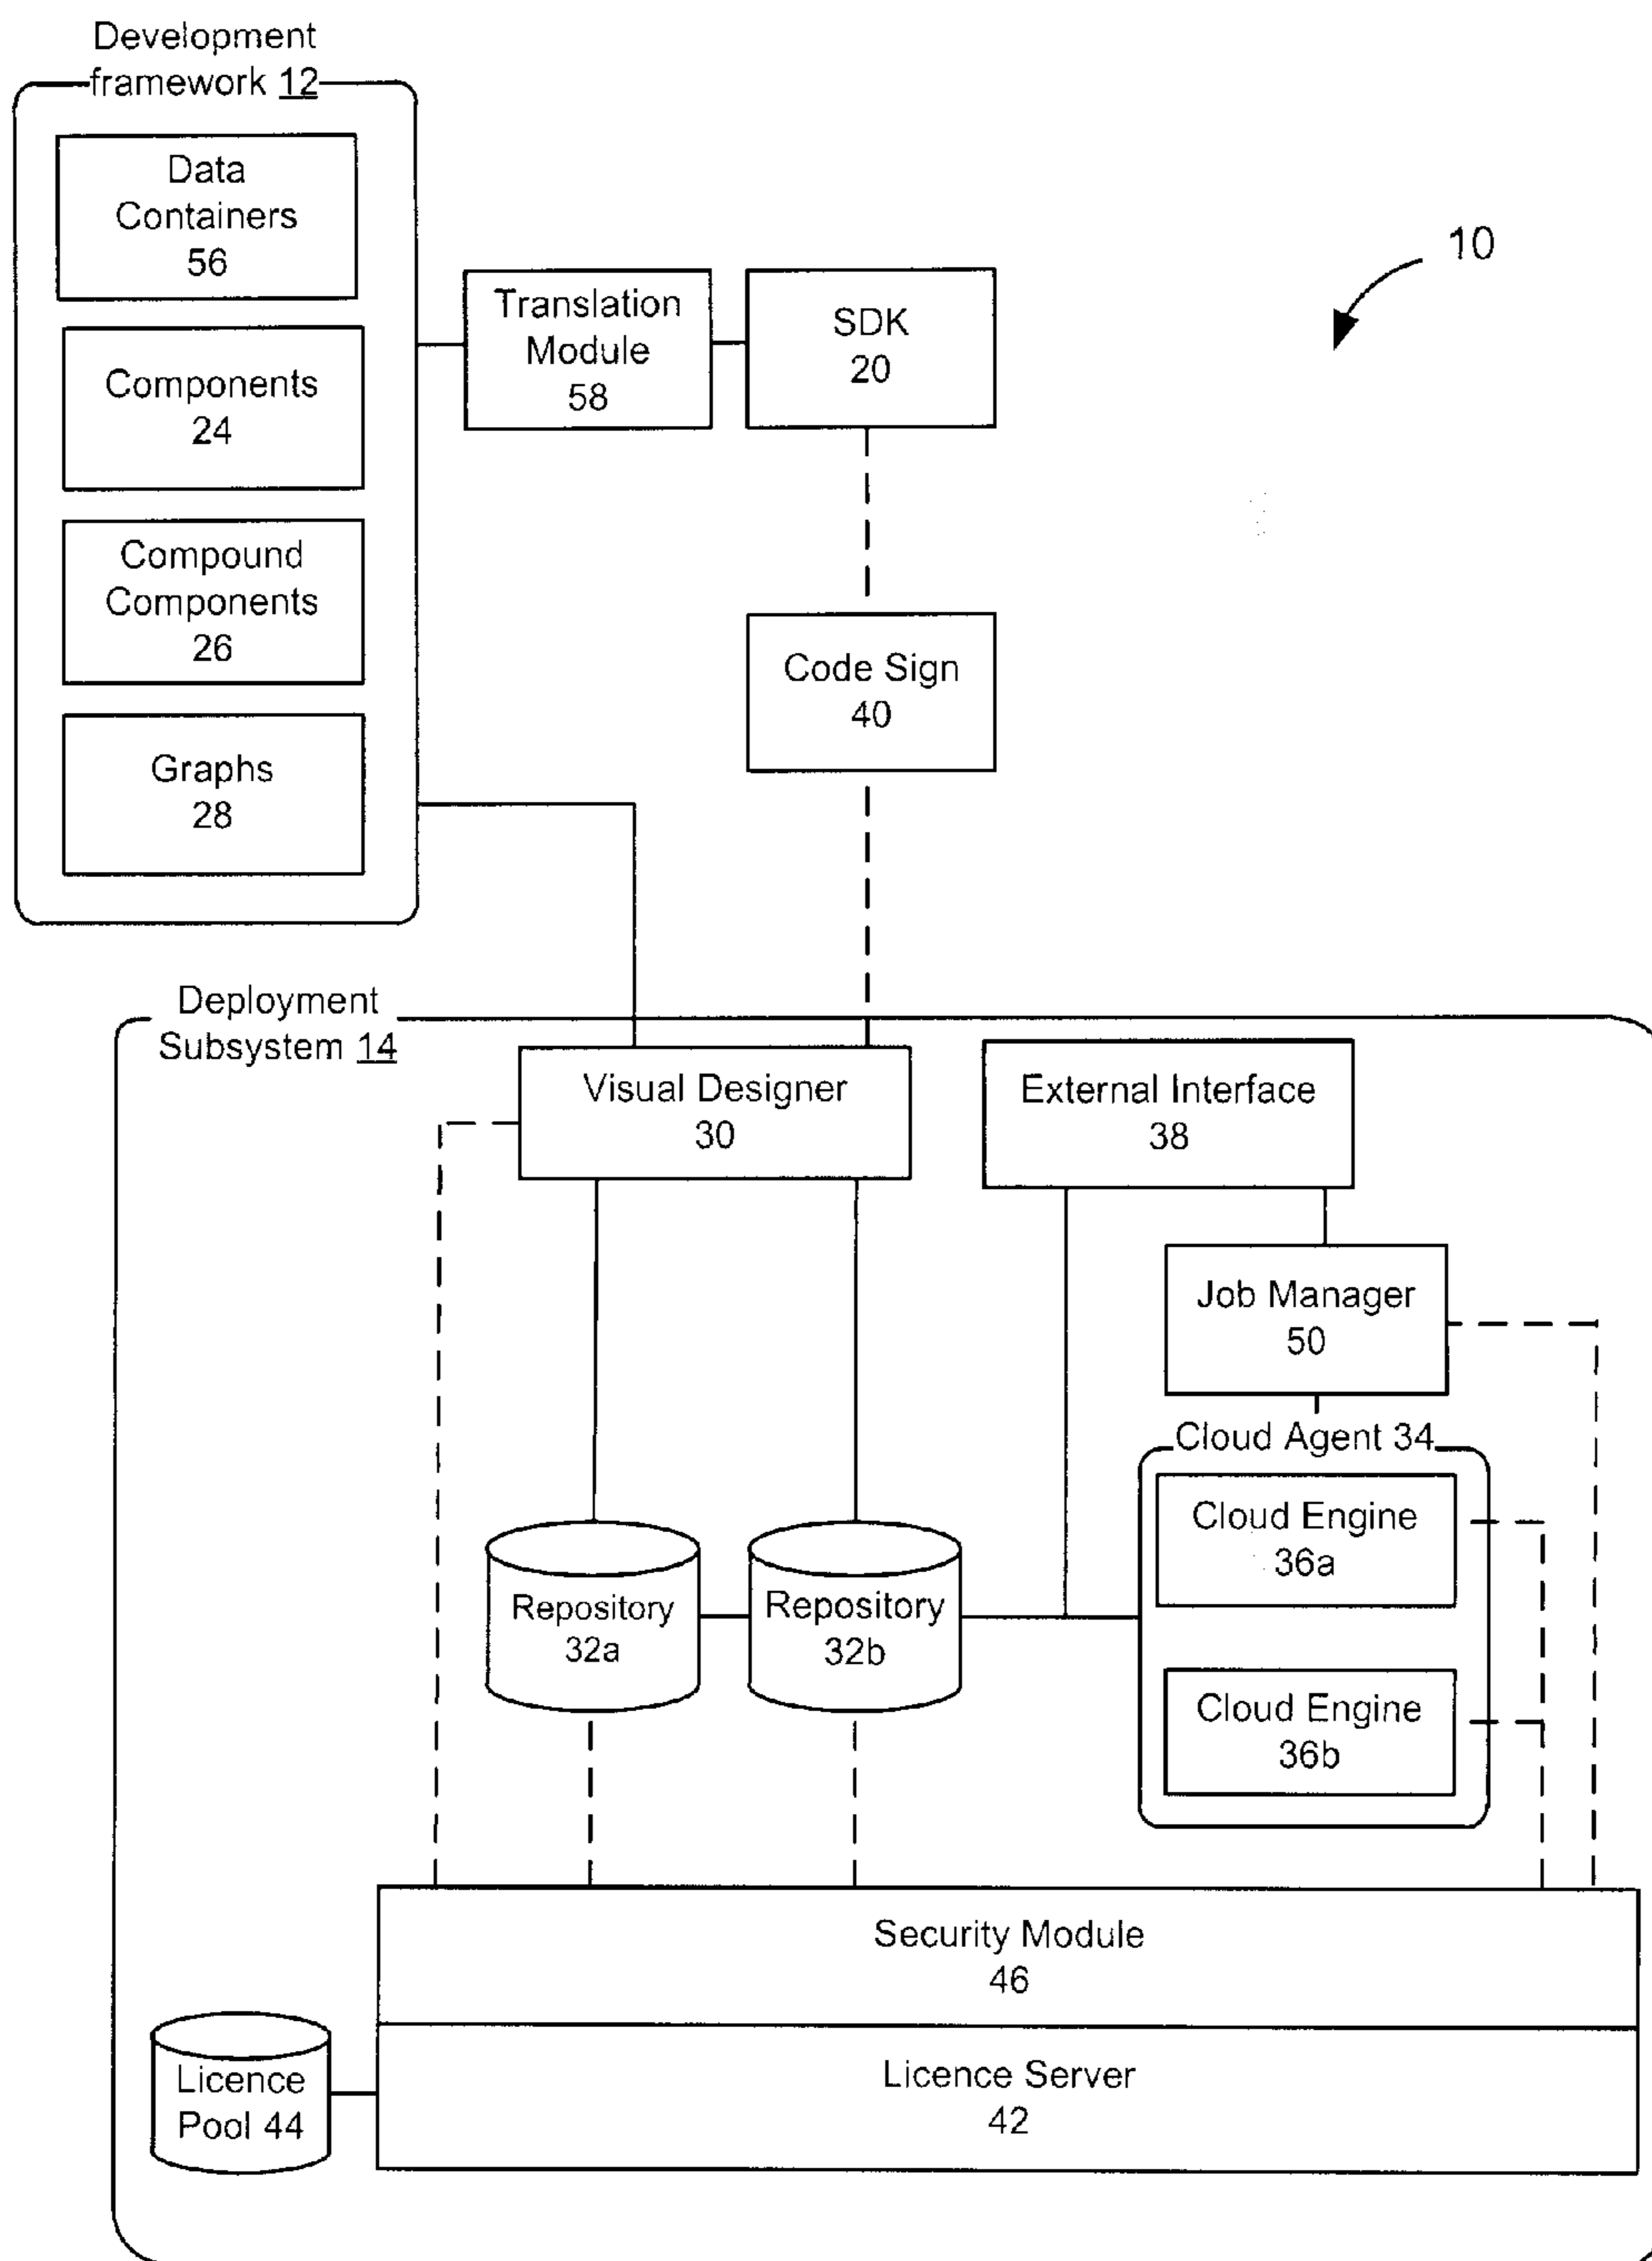 Development
framework 12
Data
Containers
56
Components
24
Compound
Components
26
Graphs
28
Translation
Module
58
SDK
20
10
Code Sign
40
Deployment
Subsystem 14
Visual Designer
30
External Interface
38
Job Manager
50
Cloud Agent 34
Cloud Engine
36a
Cloud Engine
36b
Repository
32a
Repository
32b
Security Module
46
Licence Server
42
Licence
Pool 44